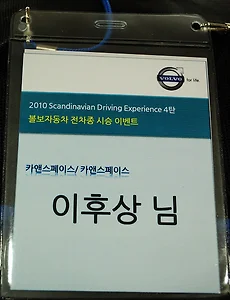 VOLVO
for life
2010 Scandinavian Driving Experience 4탄
볼보자동차 전차종 시승 이벤트
카앤스페이스/ 카앤스페이스
이후상 님